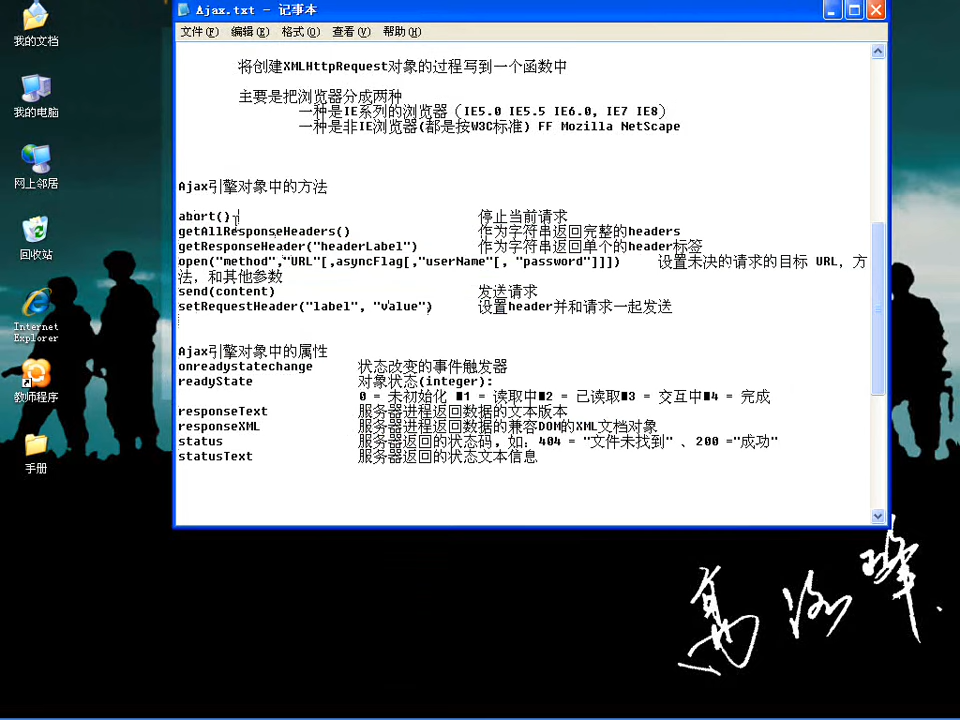 Ajax.txt - 记事本
文件(F) 编辑(E) 格式(O) 查看(V) 帮助(H)
我的文档
我的电脑
网上邻居
回收站
Internet
Explorer
教师程序
手册
将创建XMLHttpRequest对象的过程写到一个函数中
主要是把浏览器分成两种
一种是IE系列的浏览器（IE5.0 IE5.5 IE6.0, IE7 IE8）
一种是非IE浏览器(都是按W3C标准) FF Mozilla NetScape
Ajax引擎对象中的方法
abort() 停止当前请求
getAllResponseHeaders() 作为字符串返回完整的headers
getResponseHeader("headerLabel") 作为字符串返回单个的header标签
open("method","URL"[,asyncFlag[,"userName"[, "password"]]]) 设置未决的请求的目标 URL，方
法，和其他参数
send(content) 发送请求
setRequestHeader("label", "value") 设置header并和请求一起发送
Ajax引擎对象中的属性
onreadystatechange 状态改变的事件触发器
readyState 对象状态(integer):
0 = 未初始化 ■1 = 读取中■2 = 已读取■3 = 交互中■4 = 完成
responseText 服务器进程返回数据的文本版本
responseXML 服务器进程返回数据的兼容DOM的XML文档对象
status 服务器返回的状态码，如：404 = "文件未找到" 、200 ="成功"
statusText 服务器返回的状态文本信息
高洛峰